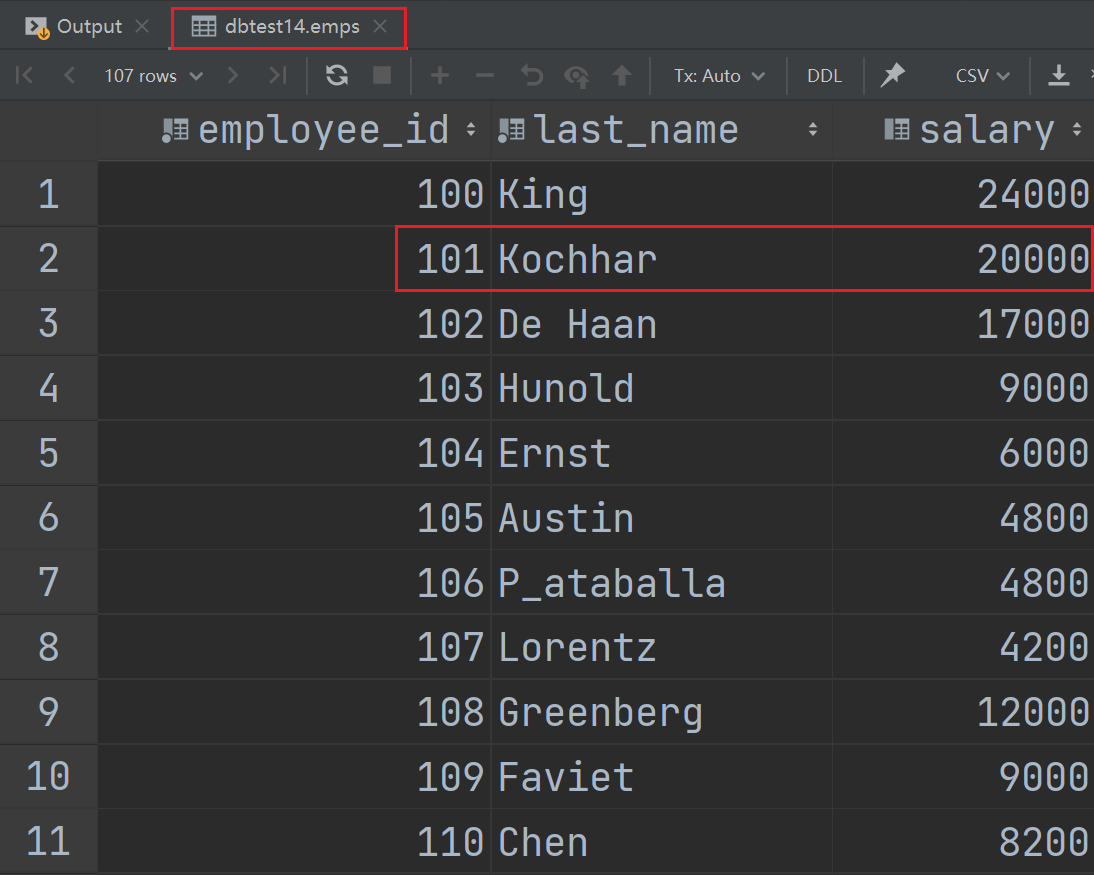 Output dbtest14.emps
107 rows Tx: Auto DDL CSV
employee_id last_name salary
1 100 King 24000
2 101 Kochhar 20000
3 102 De Haan 17000
4 103 Hunold 9000
5 104 Ernst 6000
6 105 Austin 4800
7 106 P_ataballa 4800
8 107 Lorentz 4200
9 108 Greenberg 12000
10 109 Faviet 9000
11 110 Chen 8200